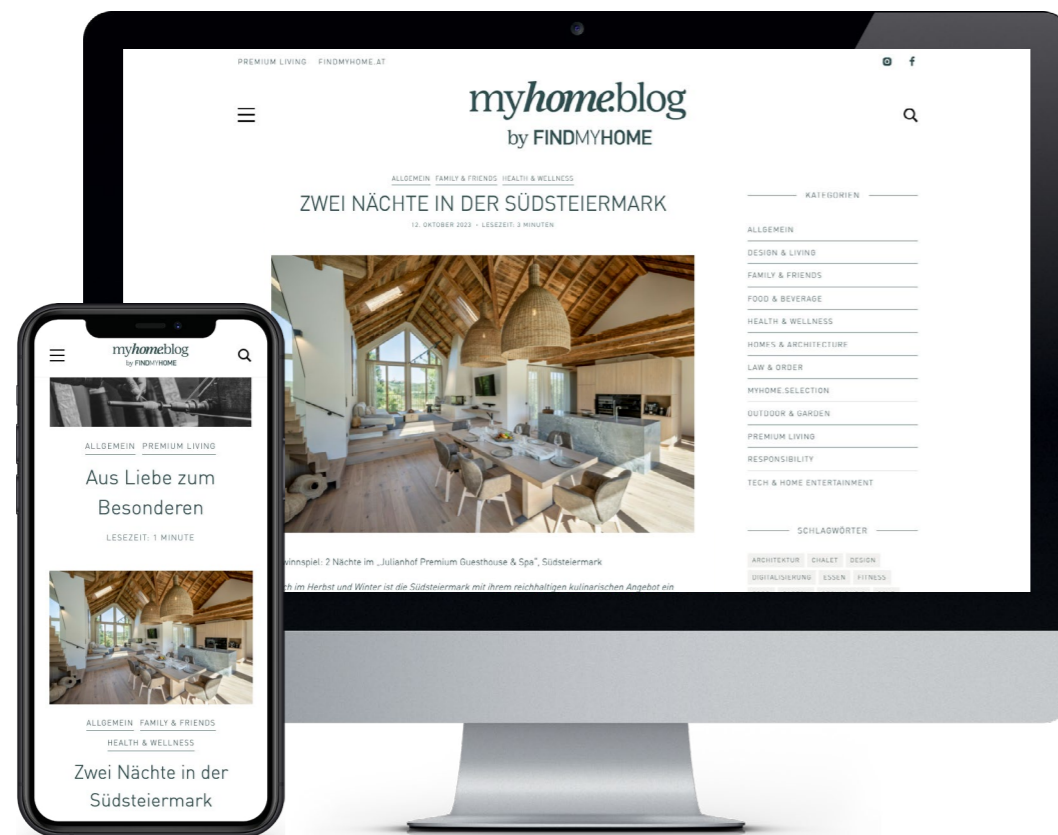 PREMIUM LIVING FINDMYHOME.AT
myhome.blog
by FINDMYHOME
ALLGEMEIN FAMILY & FRIENDS HEALTH & WELLNESS
ZWEI NÄCHTE IN DER SÜDSTEIERMARK
12. OKTOBER 2023 - LESEZEIT: 3 MINUTEN
winnspiel: 2 Nächte im „Julianhof Premium Guesthouse & Spa“, Südsteiermark
ch im Herbst und Winter ist die Südsteiermark mit ihrem reichhaltigen kulinarischen Angebot ein
KATEGORIEN
ALLGEMEIN
DESIGN & LIVING
FAMILY & FRIENDS
FOOD & BEVERAGE
HEALTH & WELLNESS
HOMES & ARCHITECTURE
LAW & ORDER
MYHOME.SELECTION
OUTDOOR & GARDEN
PREMIUM LIVING
RESPONSIBILITY
TECH & HOME ENTERTAINMENT
SCHLAGWÖRTER
ARCHITEKTUR CHALET DESIGN
DIGITALISIERUNG ESSEN FITNESS
myhomeblog
by FINDMYHOME
ALLGEMEIN PREMIUM LIVING
Aus Liebe zum
Besonderen
LESEZEIT: 1 MINUTE
ALLGEMEIN FAMILY & FRIENDS
HEALTH & WELLNESS
Zwei Nächte in der
Südsteiermark